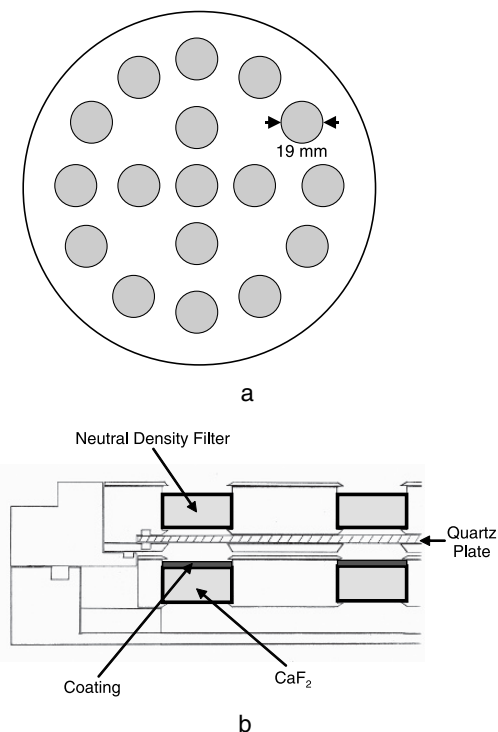 19 mm
a
Neutral Density Filter
Quartz
Plate
Coating
CaF₂
b